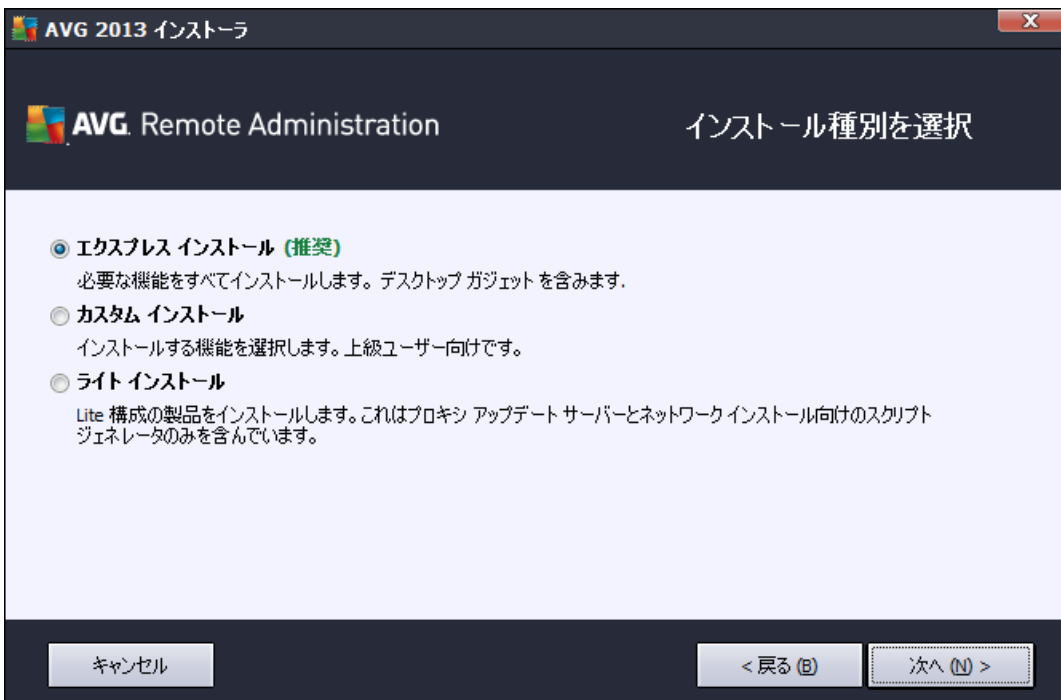 AVG 2013 インストーラ
AVG. Remote Administration
インストール種別を選択
エクスプレス インストール (推奨)
必要な機能をすべてインストールします。デスクトップ ガジェット を含みます.
カスタム インストール
インストールする機能を選択します。上級ユーザー向けです。
ライト インストール
Lite 構成の製品をインストールします。これはプロキシ アップデート サーバーとネットワーク インストール向けのスクリプト
ジェネレータのみを含んでいます。
キャンセル
< 戻る (B)
次へ (N) >